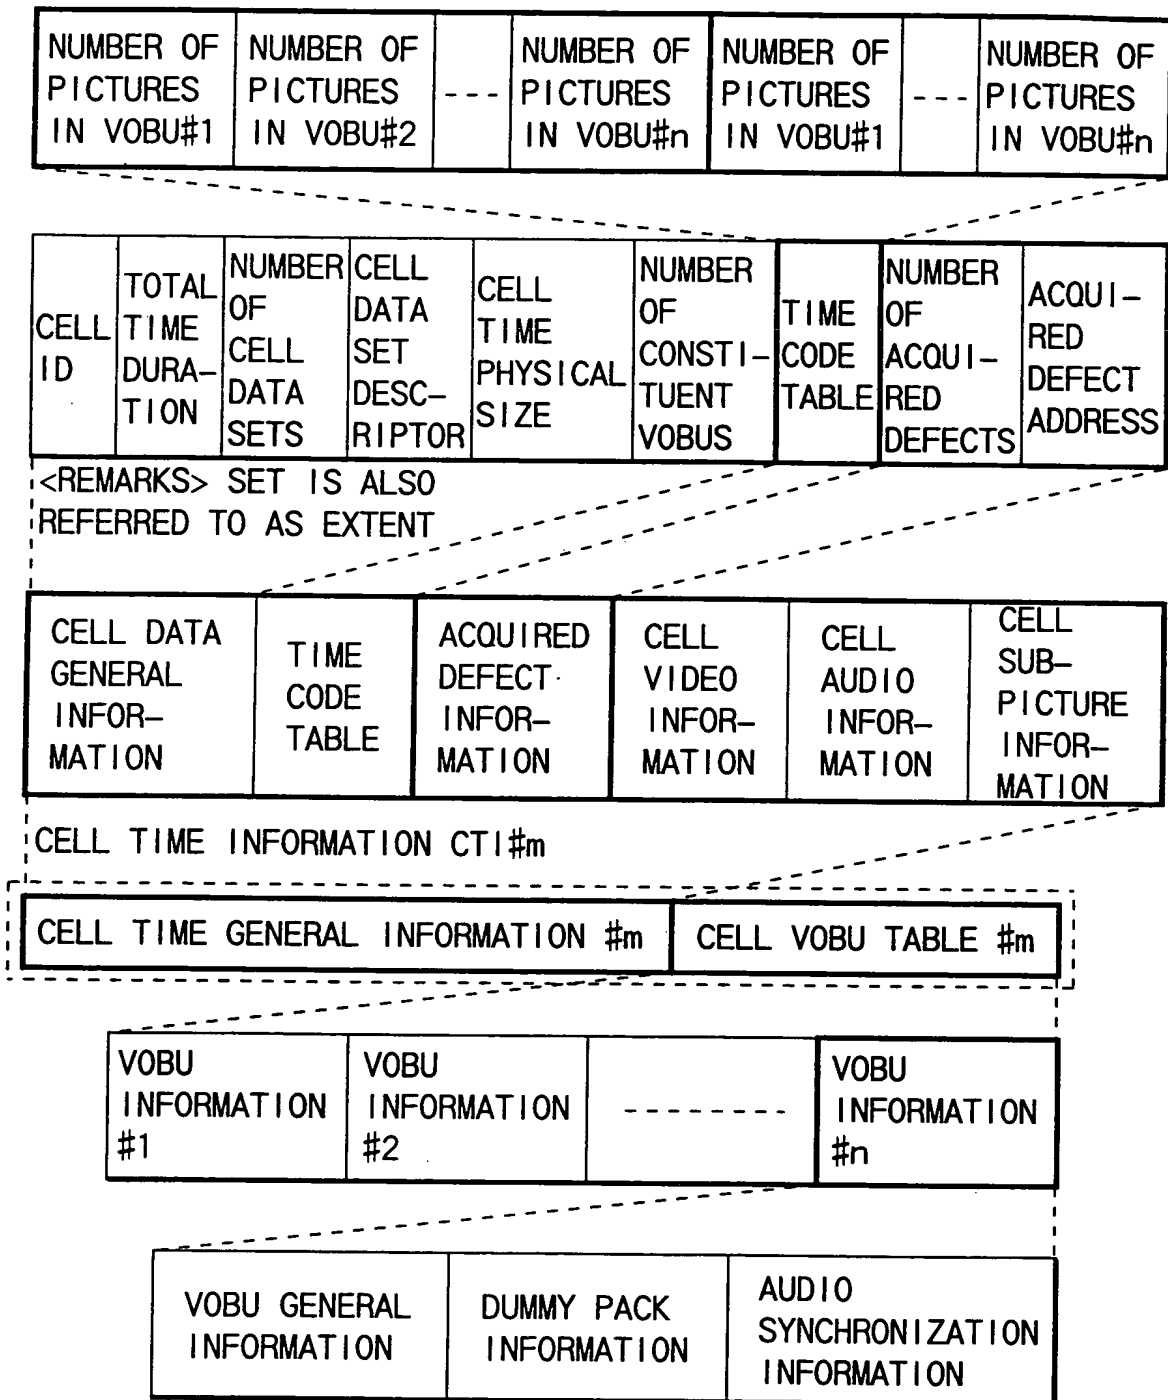 NUMBER OF
PICTURES
IN VOBU#1
NUMBER OF
PICTURES
IN VOBU#2
NUMBER OF
PICTURES
IN VOBU#n
NUMBER OF
PICTURES
IN VOBU#1
NUMBER OF
PICTURES
IN VOBU#n
CELL
ID
TOTAL
TIME
DURA-
TION
NUMBER
OF
CELL
DATA
SETS
CELL
DATA
SET
DESC-
RIPTOR
CELL
TIME
PHYSICAL
SIZE
NUMBER
OF
CONSTI-
TUENT
VOBUS
TIME
CODE
TABLE
NUMBER
OF
ACQUI-
RED
DEFECTS
ACQUI-
RED
DEFECT
ADDRESS
<REMARKS> SET IS ALSO
REFERRED TO AS EXTENT
CELL DATA
GENERAL
INFOR-
MATION
TIME
CODE
TABLE
ACQUIRED
DEFECT
INFOR-
MATION
CELL
VIDEO
INFOR-
MATION
CELL
AUDIO
INFOR-
MATION
CELL
SUB-
PICTURE
INFOR-
MATION
CELL TIME INFORMATION CTI#m
CELL TIME GENERAL INFORMATION #m
CELL VOBU TABLE #m
VOBU
INFORMATION
#1
VOBU
INFORMATION
#2
VOBU
INFORMATION
#n
VOBU GENERAL
INFORMATION
DUMMY PACK
INFORMATION
AUDIO
SYNCHRONIZATION
INFORMATION